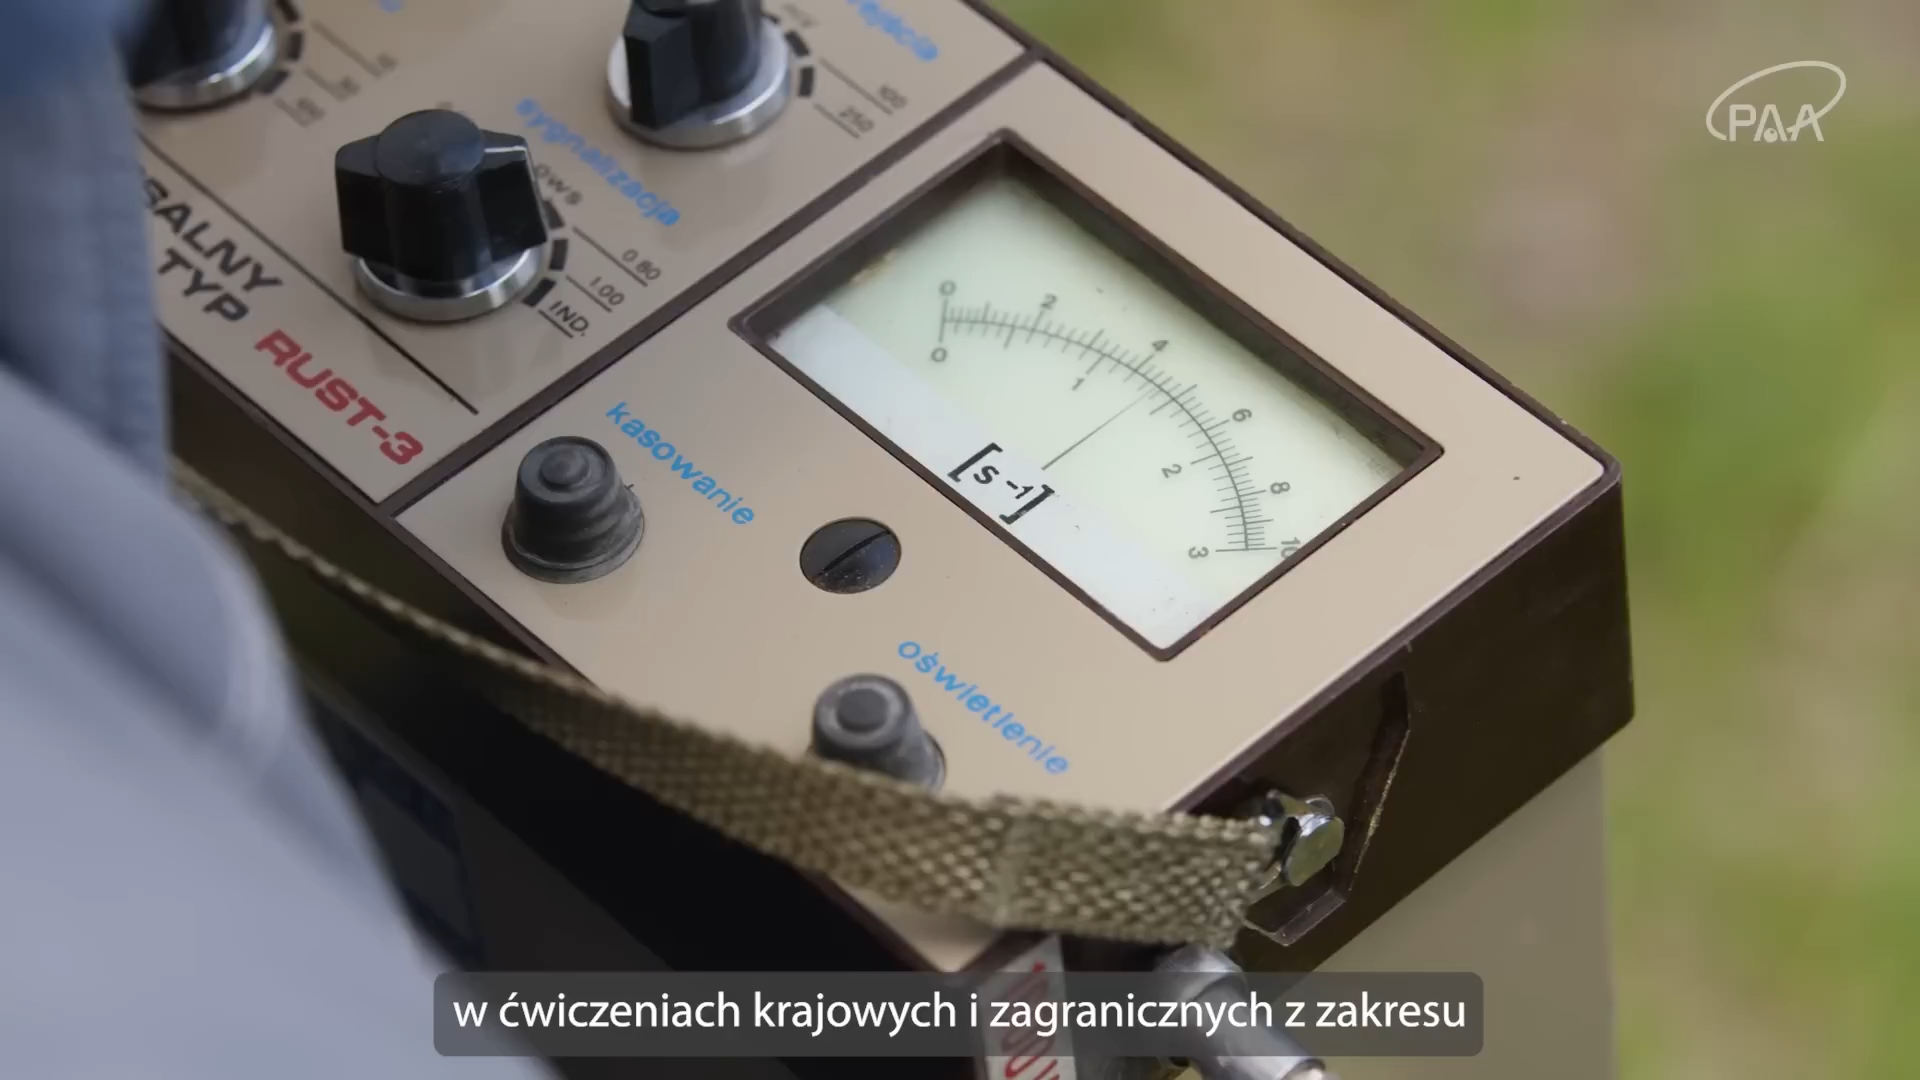 PAA
100
250
sygnalizacja
OWS
0.80
1.00
IND.
SALNY
TYP RUST-3
kasowanie
0 2 4 6 8 10
0 1 2 3
[s⁻¹]
oświetlenie
w ćwiczeniach krajowych i zagranicznych z zakresu